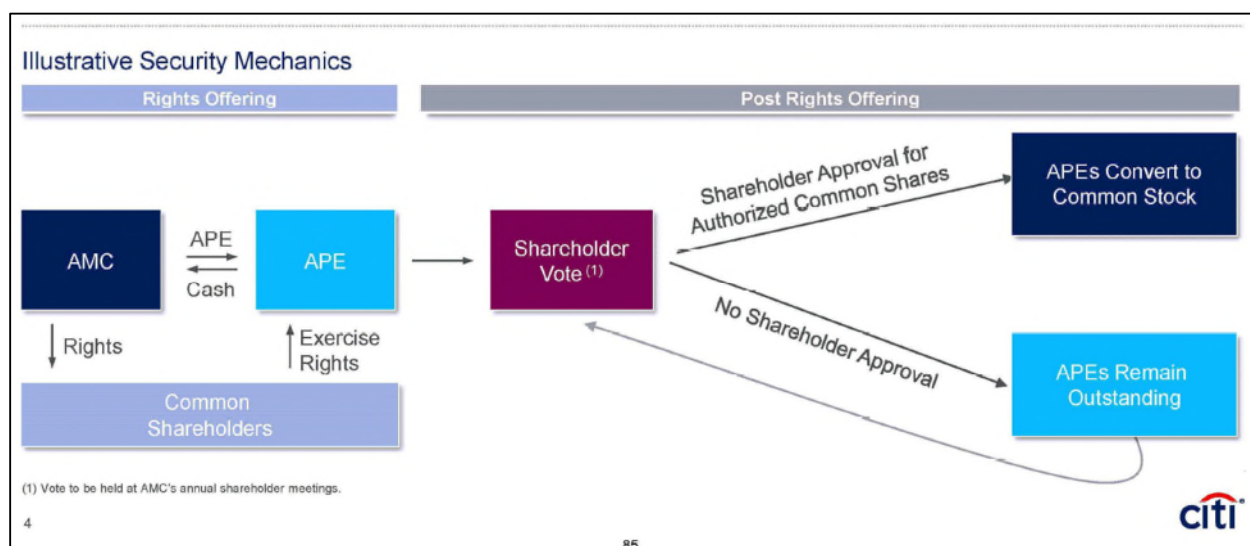 Illustrative Security Mechanics
Rights Offering
Post Rights Offering
AMC
APE
Cash
APE
Rights
Exercise
Rights
Common
Shareholders
Shareholder
Vote (1)
Shareholder Approval for
Authorized Common Shares
No Shareholder Approval
APEs Convert to
Common Stock
APEs Remain
Outstanding
(1) Vote to be held at AMC's annual shareholder meetings.
4
citi
85